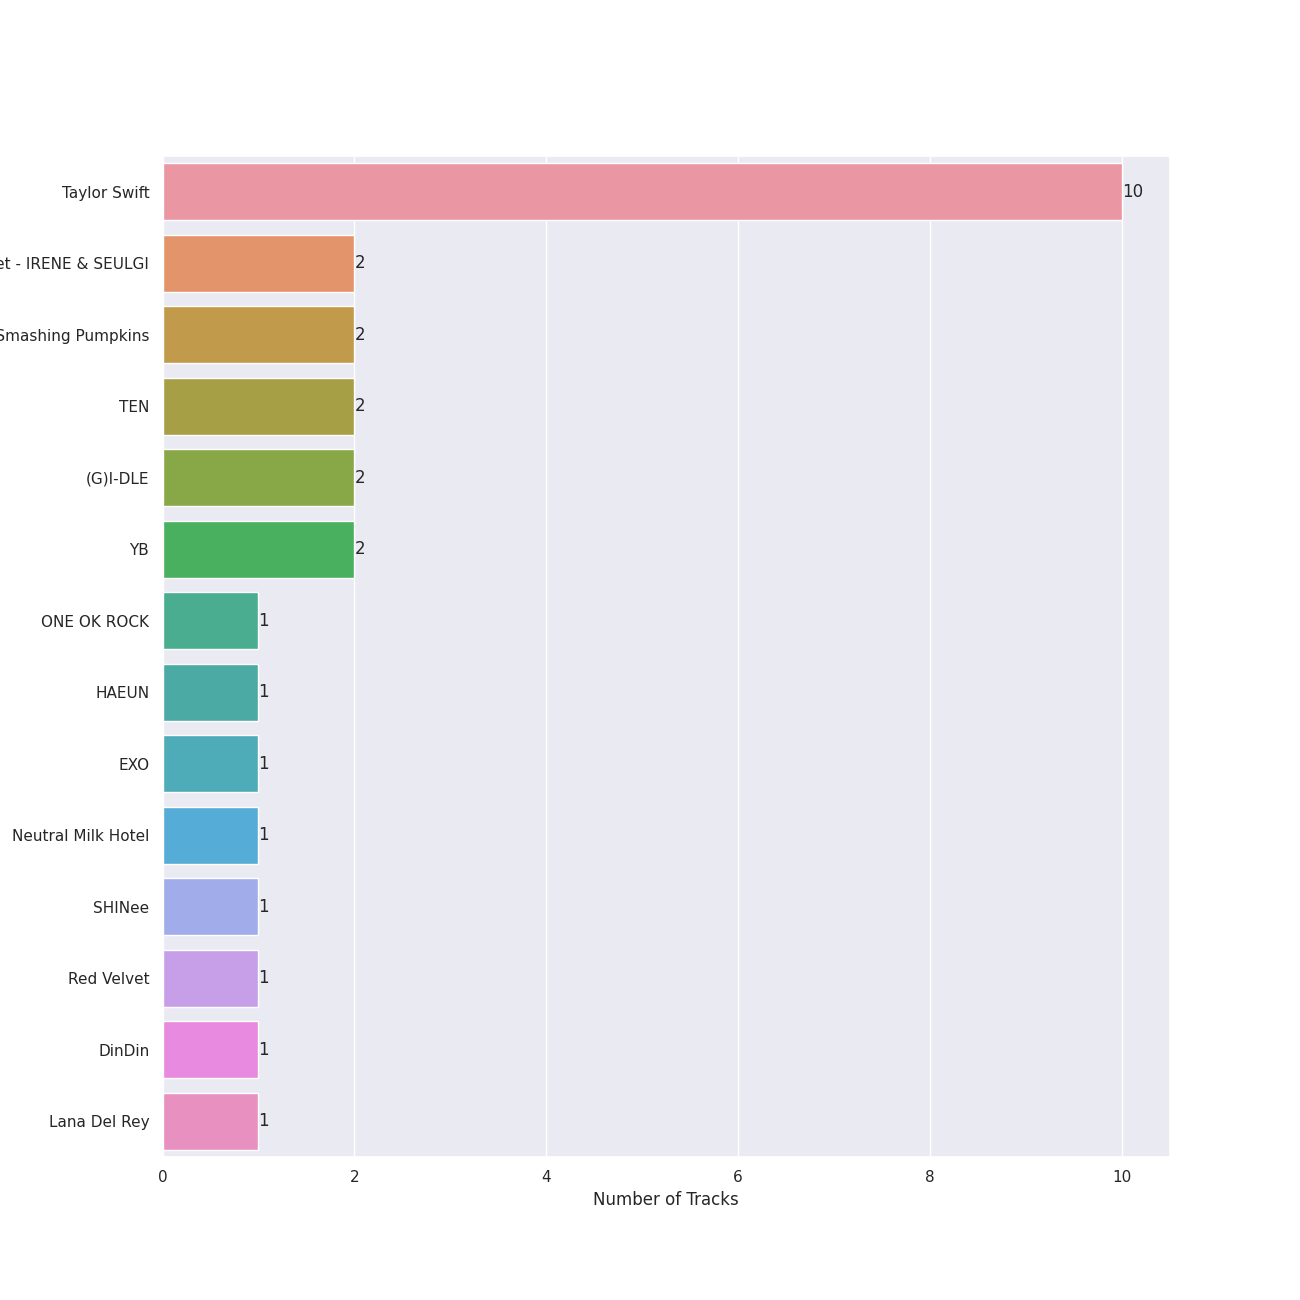 Taylor Swift 10
et - IRENE & SEULGI 2
Smashing Pumpkins 2
TEN 2
(G)I-DLE 2
YB 2
ONE OK ROCK 1
HAEUN 1
EXO 1
Neutral Milk Hotel 1
SHINee 1
Red Velvet 1
DinDin 1
Lana Del Rey 1
0 2 4 6 8 10
Number of Tracks